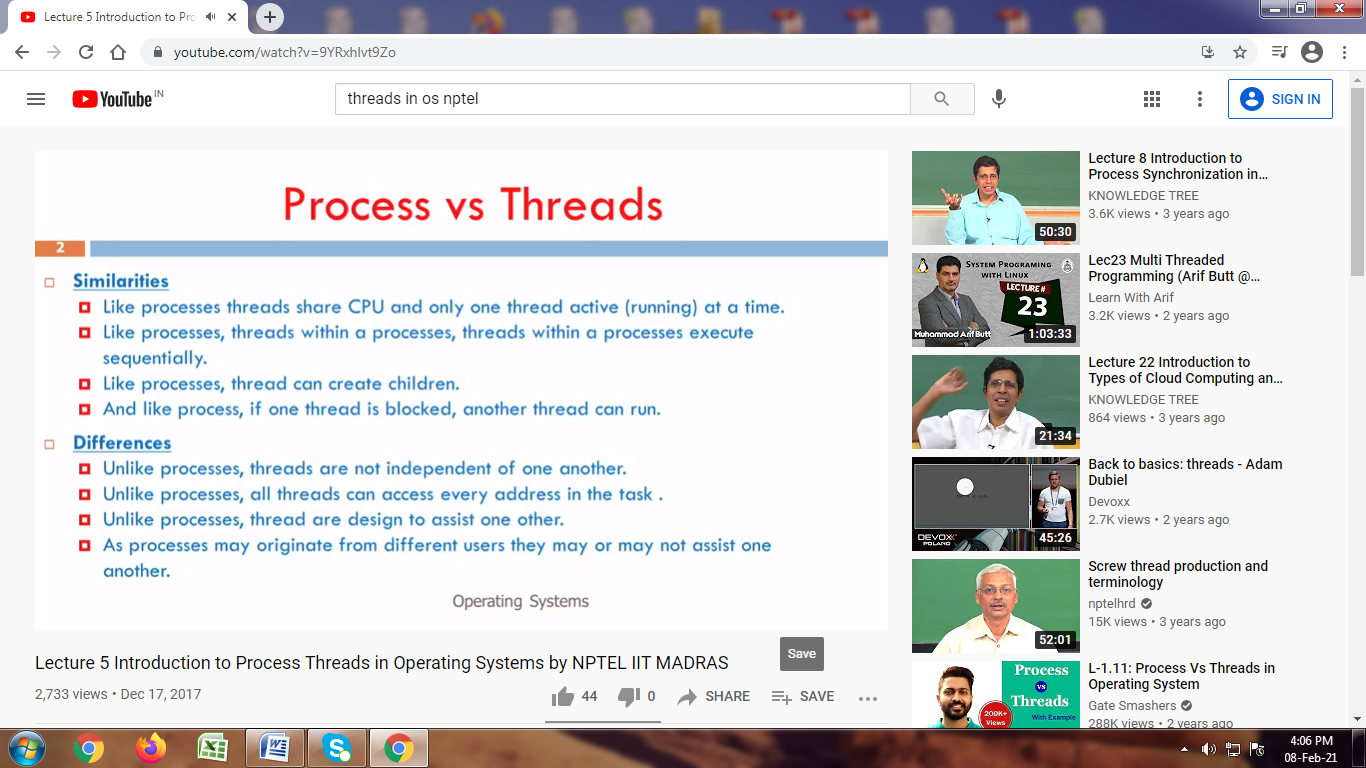 Lecture 5 Introduction to Pro
youtube.com/watch?v=9YRxhlvt9Zo
YouTube IN
threads in os nptel
SIGN IN
Process vs Threads
2
Similarities
Like processes threads share CPU and only one thread active (running) at a time.
Like processes, threads within a processes, threads within a processes execute
sequentially.
Like processes, thread can create children.
And like process, if one thread is blocked, another thread can run.
Differences
Unlike processes, threads are not independent of one another.
Unlike processes, all threads can access every address in the task .
Unlike processes, thread are design to assist one other.
As processes may originate from different users they may or may not assist one
another.
Operating Systems
Save
Lecture 5 Introduction to Process Threads in Operating Systems by NPTEL IIT MADRAS
2,733 views • Dec 17, 2017
44
0
SHARE
SAVE
50:30
Lecture 8 Introduction to
Process Synchronization in...
KNOWLEDGE TREE
3.6K views • 3 years ago
System Programing
with Linux
LECTURE #
23
Muhammad Arif Butt
1:03:33
Lec23 Multi Threaded
Programming (Arif Butt @...
Learn With Arif
3.2K views • 2 years ago
21:34
Lecture 22 Introduction to
Types of Cloud Computing an...
KNOWLEDGE TREE
864 views • 3 years ago
DEVOXX
POLAND
45:26
Back to basics: threads - Adam
Dubiel
Devoxx
2.7K views • 2 years ago
52:01
Screw thread production and
terminology
nptelhrd
15K views • 3 years ago
Process
vs
Threads
With Example
200K+
Views
L-1.11: Process Vs Threads in
Operating System
Gate Smashers
288K views • 2 years ago
4:06 PM
08-Feb-21